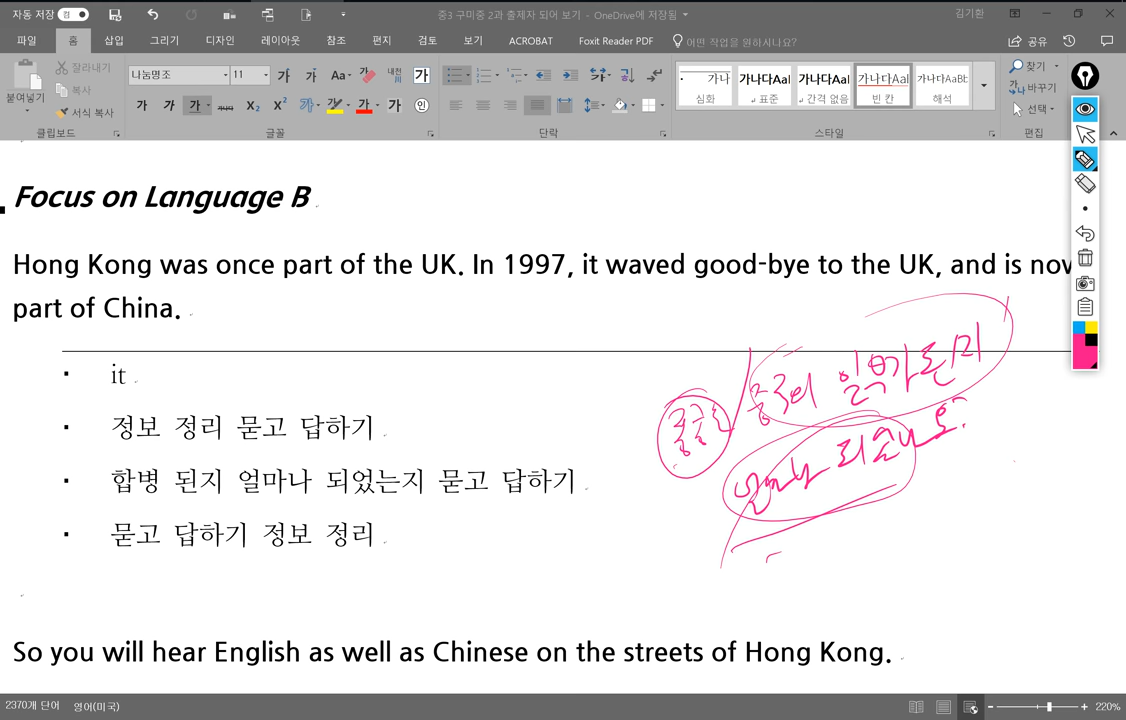 자동 저장 컴 중3 구미중 2과 출제자 되어 보기 - OneDrive에 저장됨 김기환
파일 홈 삽입 그리기 디자인 레이아웃 참조 편지 검토 보기 ACROBAT Foxit Reader PDF 어떤 작업을 원하시나요? 공유
잘라내기
복사
붙여넣기
서식 복사
클립보드
나눔명조 11
글꼴
단락
가나 심화
가나다AaI 표준
가나다AaI 간격 없음
가나다AaI 빈 칸
가나다AaBb 해석
스타일
찾기
바꾸기
선택
편집
Focus on Language B
Hong Kong was once part of the UK. In 1997, it waved good-bye to the UK, and is now
part of China.
· it
· 정보 정리 묻고 답하기
· 합병 된지 얼마나 되었는지 묻고 답하기
· 묻고 답하기 정보 정리
홍콩은 / 중국의 일부가 된지
얼마나 되었나요.
So you will hear English as well as Chinese on the streets of Hong Kong.
2370개 단어 영어(미국) 220%